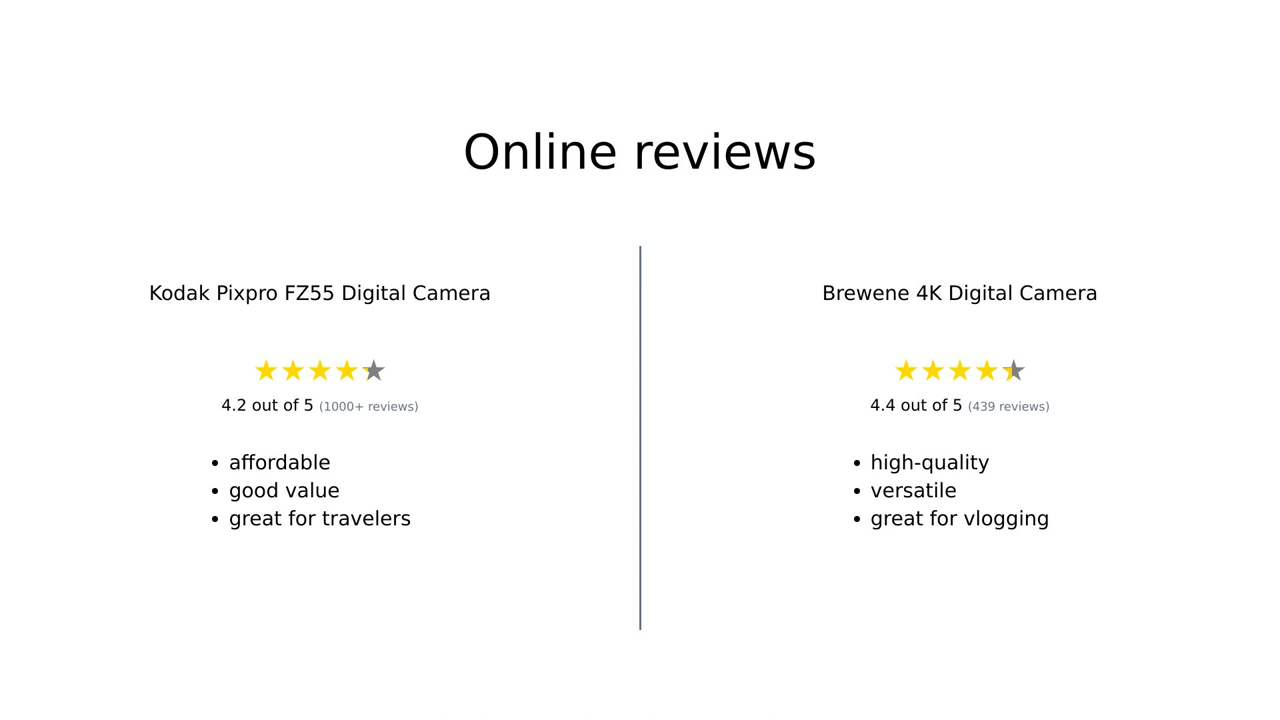 Online reviews
Kodak Pixpro FZ55 Digital Camera
4.2 out of 5 (1000+ reviews)
• affordable
• good value
• great for travelers
Brewene 4K Digital Camera
4.4 out of 5 (439 reviews)
• high-quality
• versatile
• great for vlogging